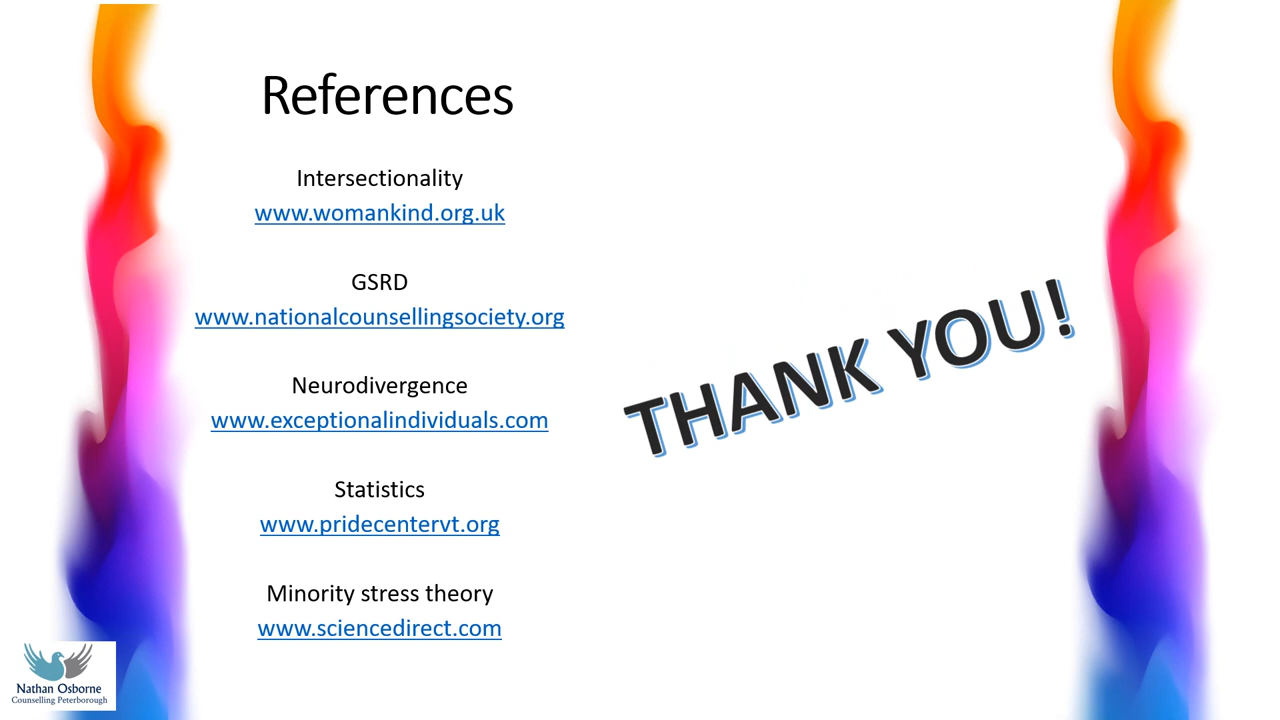 References
Intersectionality
www.womankind.org.uk
GSRD
www.nationalcounsellingsociety.org
Neurodivergence
www.exceptionalindividuals.com
Statistics
www.pridecentervt.org
Minority stress theory
www.sciencedirect.com
THANK YOU!
Nathan Osborne
Counselling Peterborough